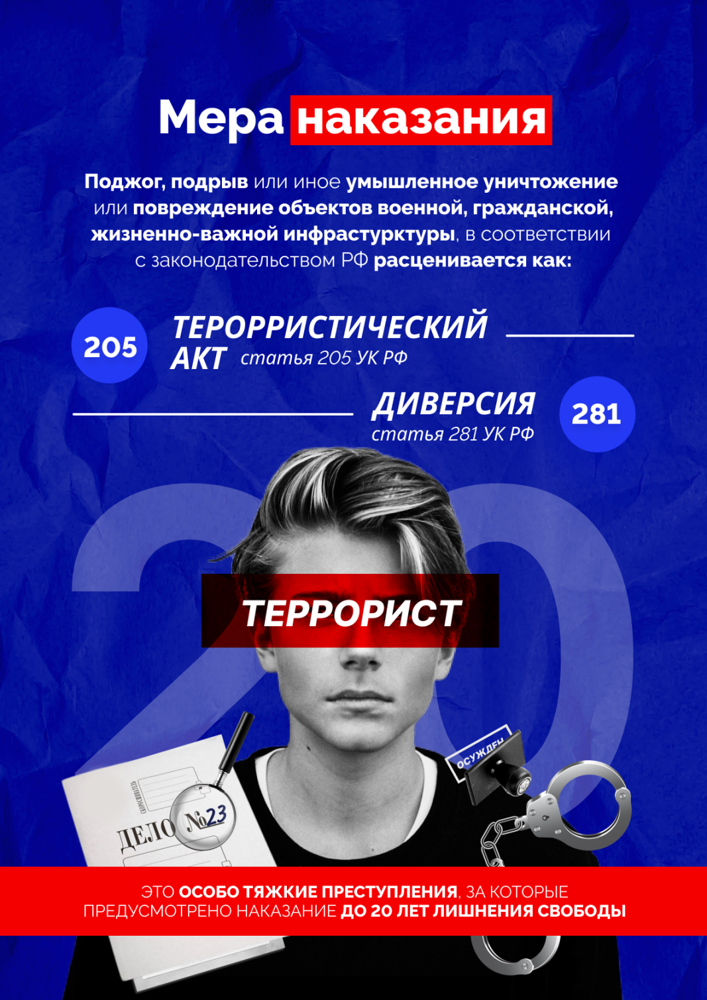 Мера наказания
Поджог, подрыв или иное умышленное уничтожение
или повреждение объектов военной, гражданской,
жизненно-важной инфрастурктуры, в соответствии
с законодательством РФ расценивается как:
205
ТЕРОРРИСТИЧЕСКИЙ
АКТ статья 205 УК РФ
ДИВЕРСИЯ
статья 281 УК РФ
281
20
ТЕРРОРИСТ
ОСУЖДЕН
СКОРОСШИВАТЕЛЬ
ДЕЛО №23
ЭТО ОСОБО ТЯЖКИЕ ПРЕСТУПЛЕНИЯ, ЗА КОТОРЫЕ
ПРЕДУСМОТРЕНО НАКАЗАНИЕ ДО 20 ЛЕТ ЛИШНЕНИЯ СВОБОДЫ